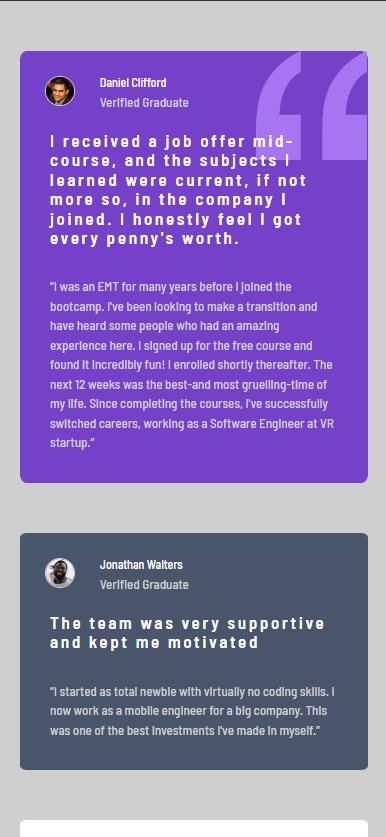 Daniel Clifford
Verified Graduate
I received a job offer mid-
course, and the subjects I
learned were current, if not
more so, in the company I
joined. I honestly feel I got
every penny's worth.
“I was an EMT for many years before I joined the
bootcamp. I've been looking to make a transition and
have heard some people who had an amazing
experience here. I signed up for the free course and
found it incredibly fun! I enrolled shortly thereafter. The
next 12 weeks was the best-and most gruelling-time of
my life. Since completing the courses, I've successfully
switched careers, working as a Software Engineer at VR
startup.”
Jonathan Walters
Verified Graduate
The team was very supportive
and kept me motivated
“I started as total newbie with virtually no coding skills. I
now work as a mobile engineer for a big company. This
was one of the best investments I've made in myself.”